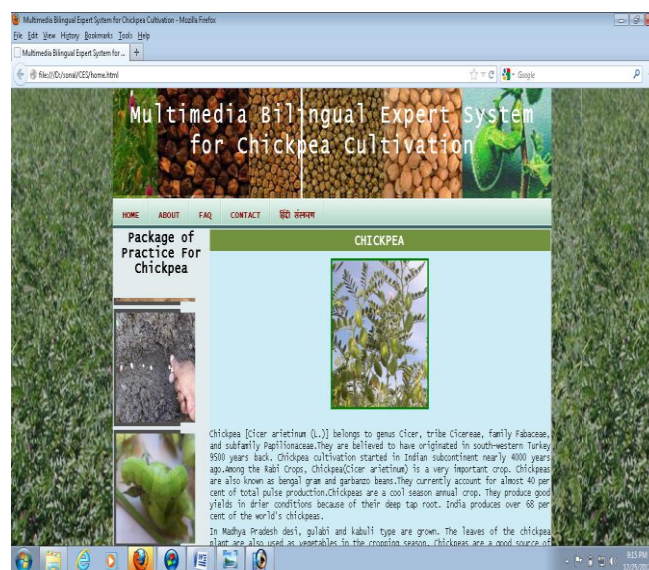 Multimedia Bilingual Expert System for Chickpea Cultivation - Mozilla Firefox
File Edit View History Bookmarks Tools Help
Multimedia Bilingual Expert System for ...
file:///D:/sonal/CES/home.html
Google
Multimedia Bilingual Expert System
for Chickpea Cultivation
HOME ABOUT FAQ CONTACT हिंदी संस्करण
Package of
Practice For
Chickpea
CHICKPEA
Chickpea [Cicer arietinum (L.)] belongs to genus Cicer, tribe Cicereae, family Fabaceae,
and subfamily Papilionaceae.They are believed to have originated in south-western Turkey
9500 years back. Chickpea cultivation started in Indian subcontinent nearly 4000 years
ago.Among the Rabi Crops, Chickpea(Cicer arietinum) is a very important crop. Chickpeas
are also known as bengal gram and garbanzo beans.They currently account for almost 40 per
cent of total pulse production.Chickpeas are a cool season annual crop. They produce good
yields in drier conditions because of their deep tap root. India produces over 68 per
cent of the world's chickpeas.
In Madhya Pradesh desi, gulabi and kabuli type are grown. The leaves of the chickpea
plant are also used as vegetables in the cropping season. Chickpeas are a good source of
9:15 PM